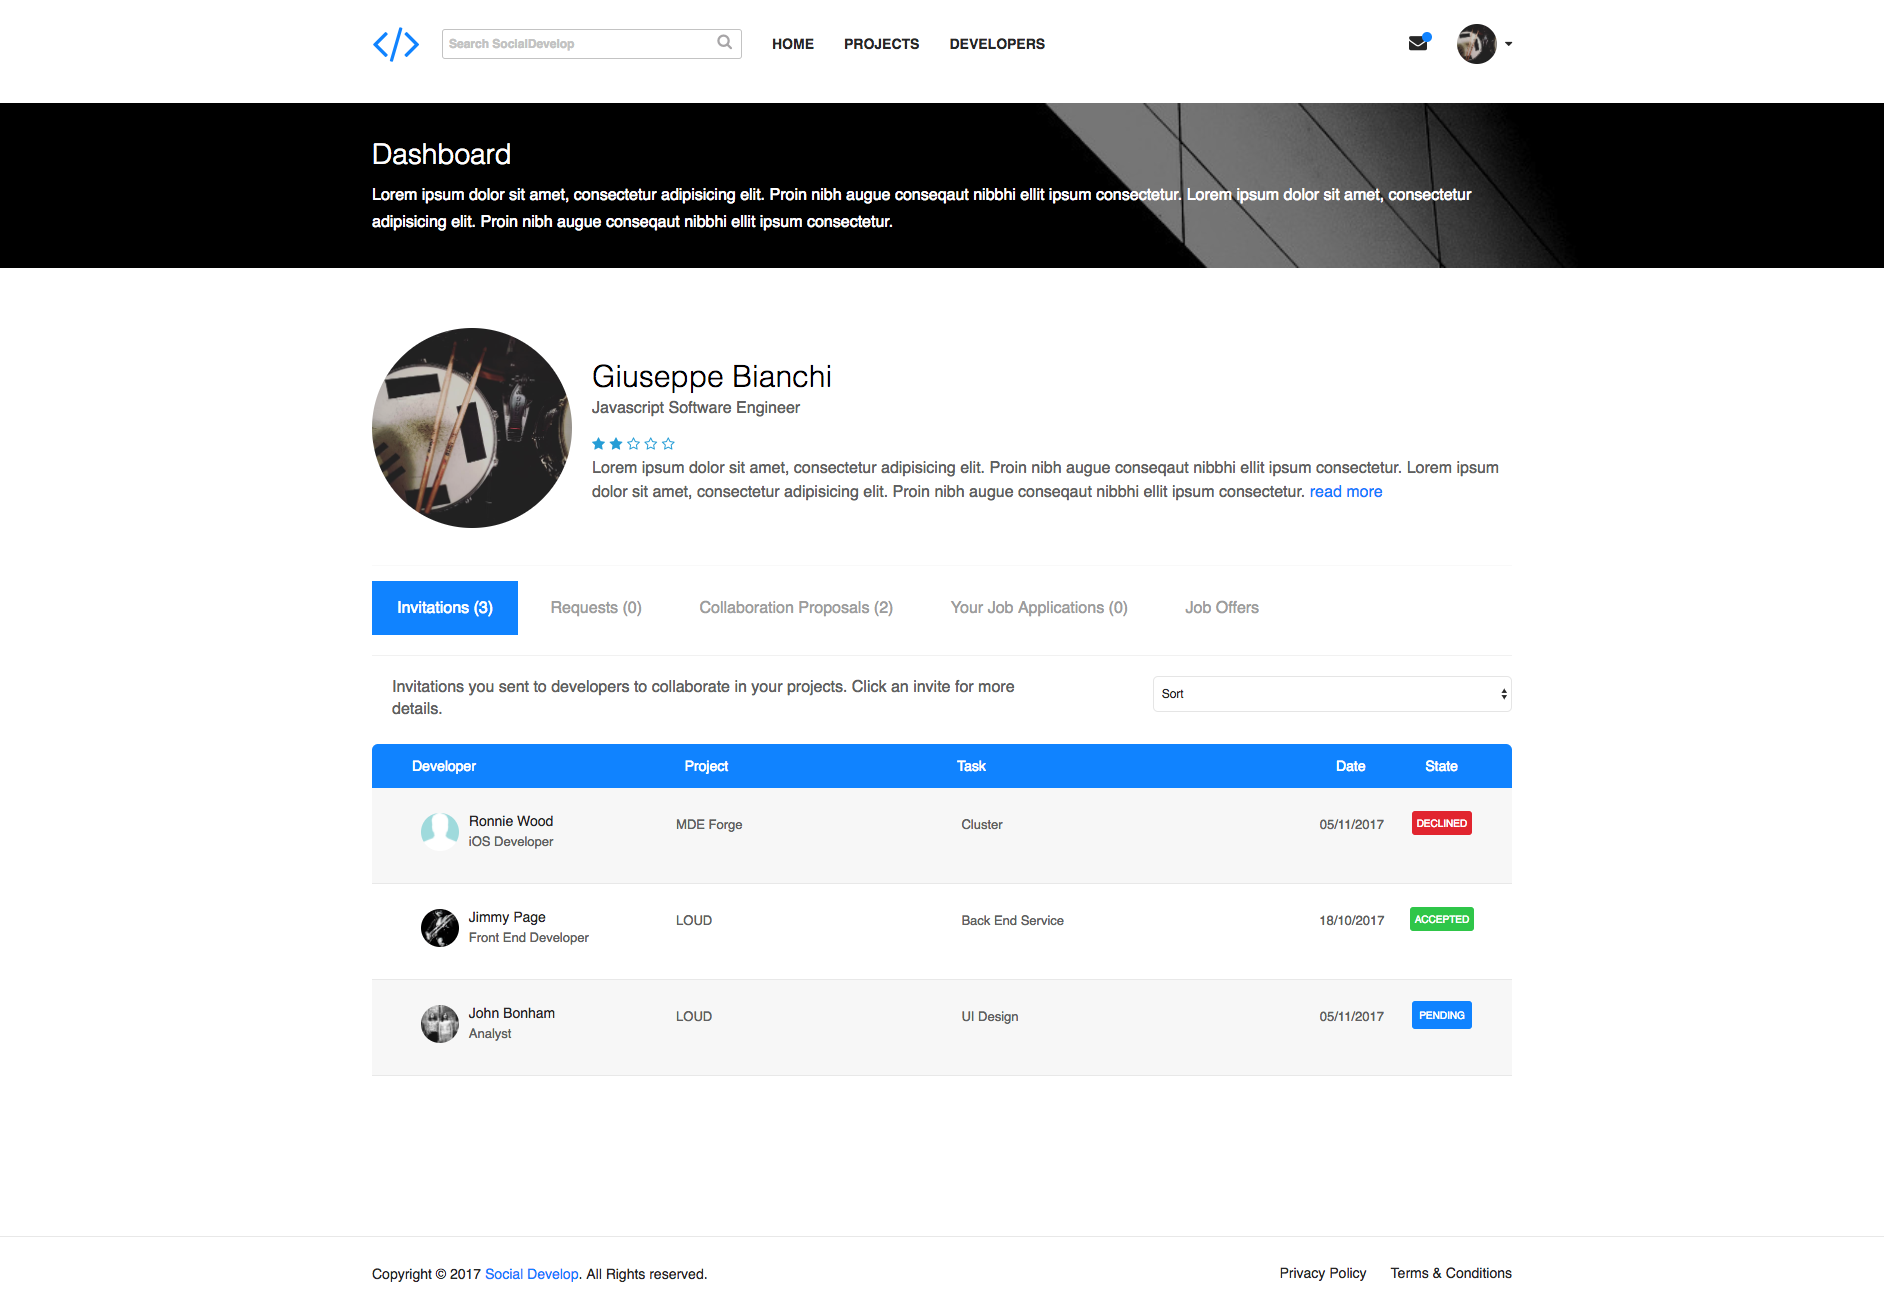 </>
Search SocialDevelop
HOME PROJECTS DEVELOPERS
Dashboard
Lorem ipsum dolor sit amet, consectetur adipisicing elit. Proin nibh augue conseqaut nibbhi ellit ipsum consectetur. Lorem ipsum dolor sit amet, consectetur
adipisicing elit. Proin nibh augue conseqaut nibbhi ellit ipsum consectetur.
Giuseppe Bianchi
Javascript Software Engineer
Lorem ipsum dolor sit amet, consectetur adipisicing elit. Proin nibh augue conseqaut nibbhi ellit ipsum consectetur. Lorem ipsum
dolor sit amet, consectetur adipisicing elit. Proin nibh augue conseqaut nibbhi ellit ipsum consectetur. read more
Invitations (3) Requests (0) Collaboration Proposals (2) Your Job Applications (0) Job Offers
Invitations you sent to developers to collaborate in your projects. Click an invite for more
details.
Sort
Developer Project Task Date State
Ronnie Wood
iOS Developer
MDE Forge Cluster 05/11/2017 DECLINED
Jimmy Page
Front End Developer
LOUD Back End Service 18/10/2017 ACCEPTED
John Bonham
Analyst
LOUD UI Design 05/11/2017 PENDING
Copyright © 2017 Social Develop. All Rights reserved.
Privacy Policy Terms & Conditions